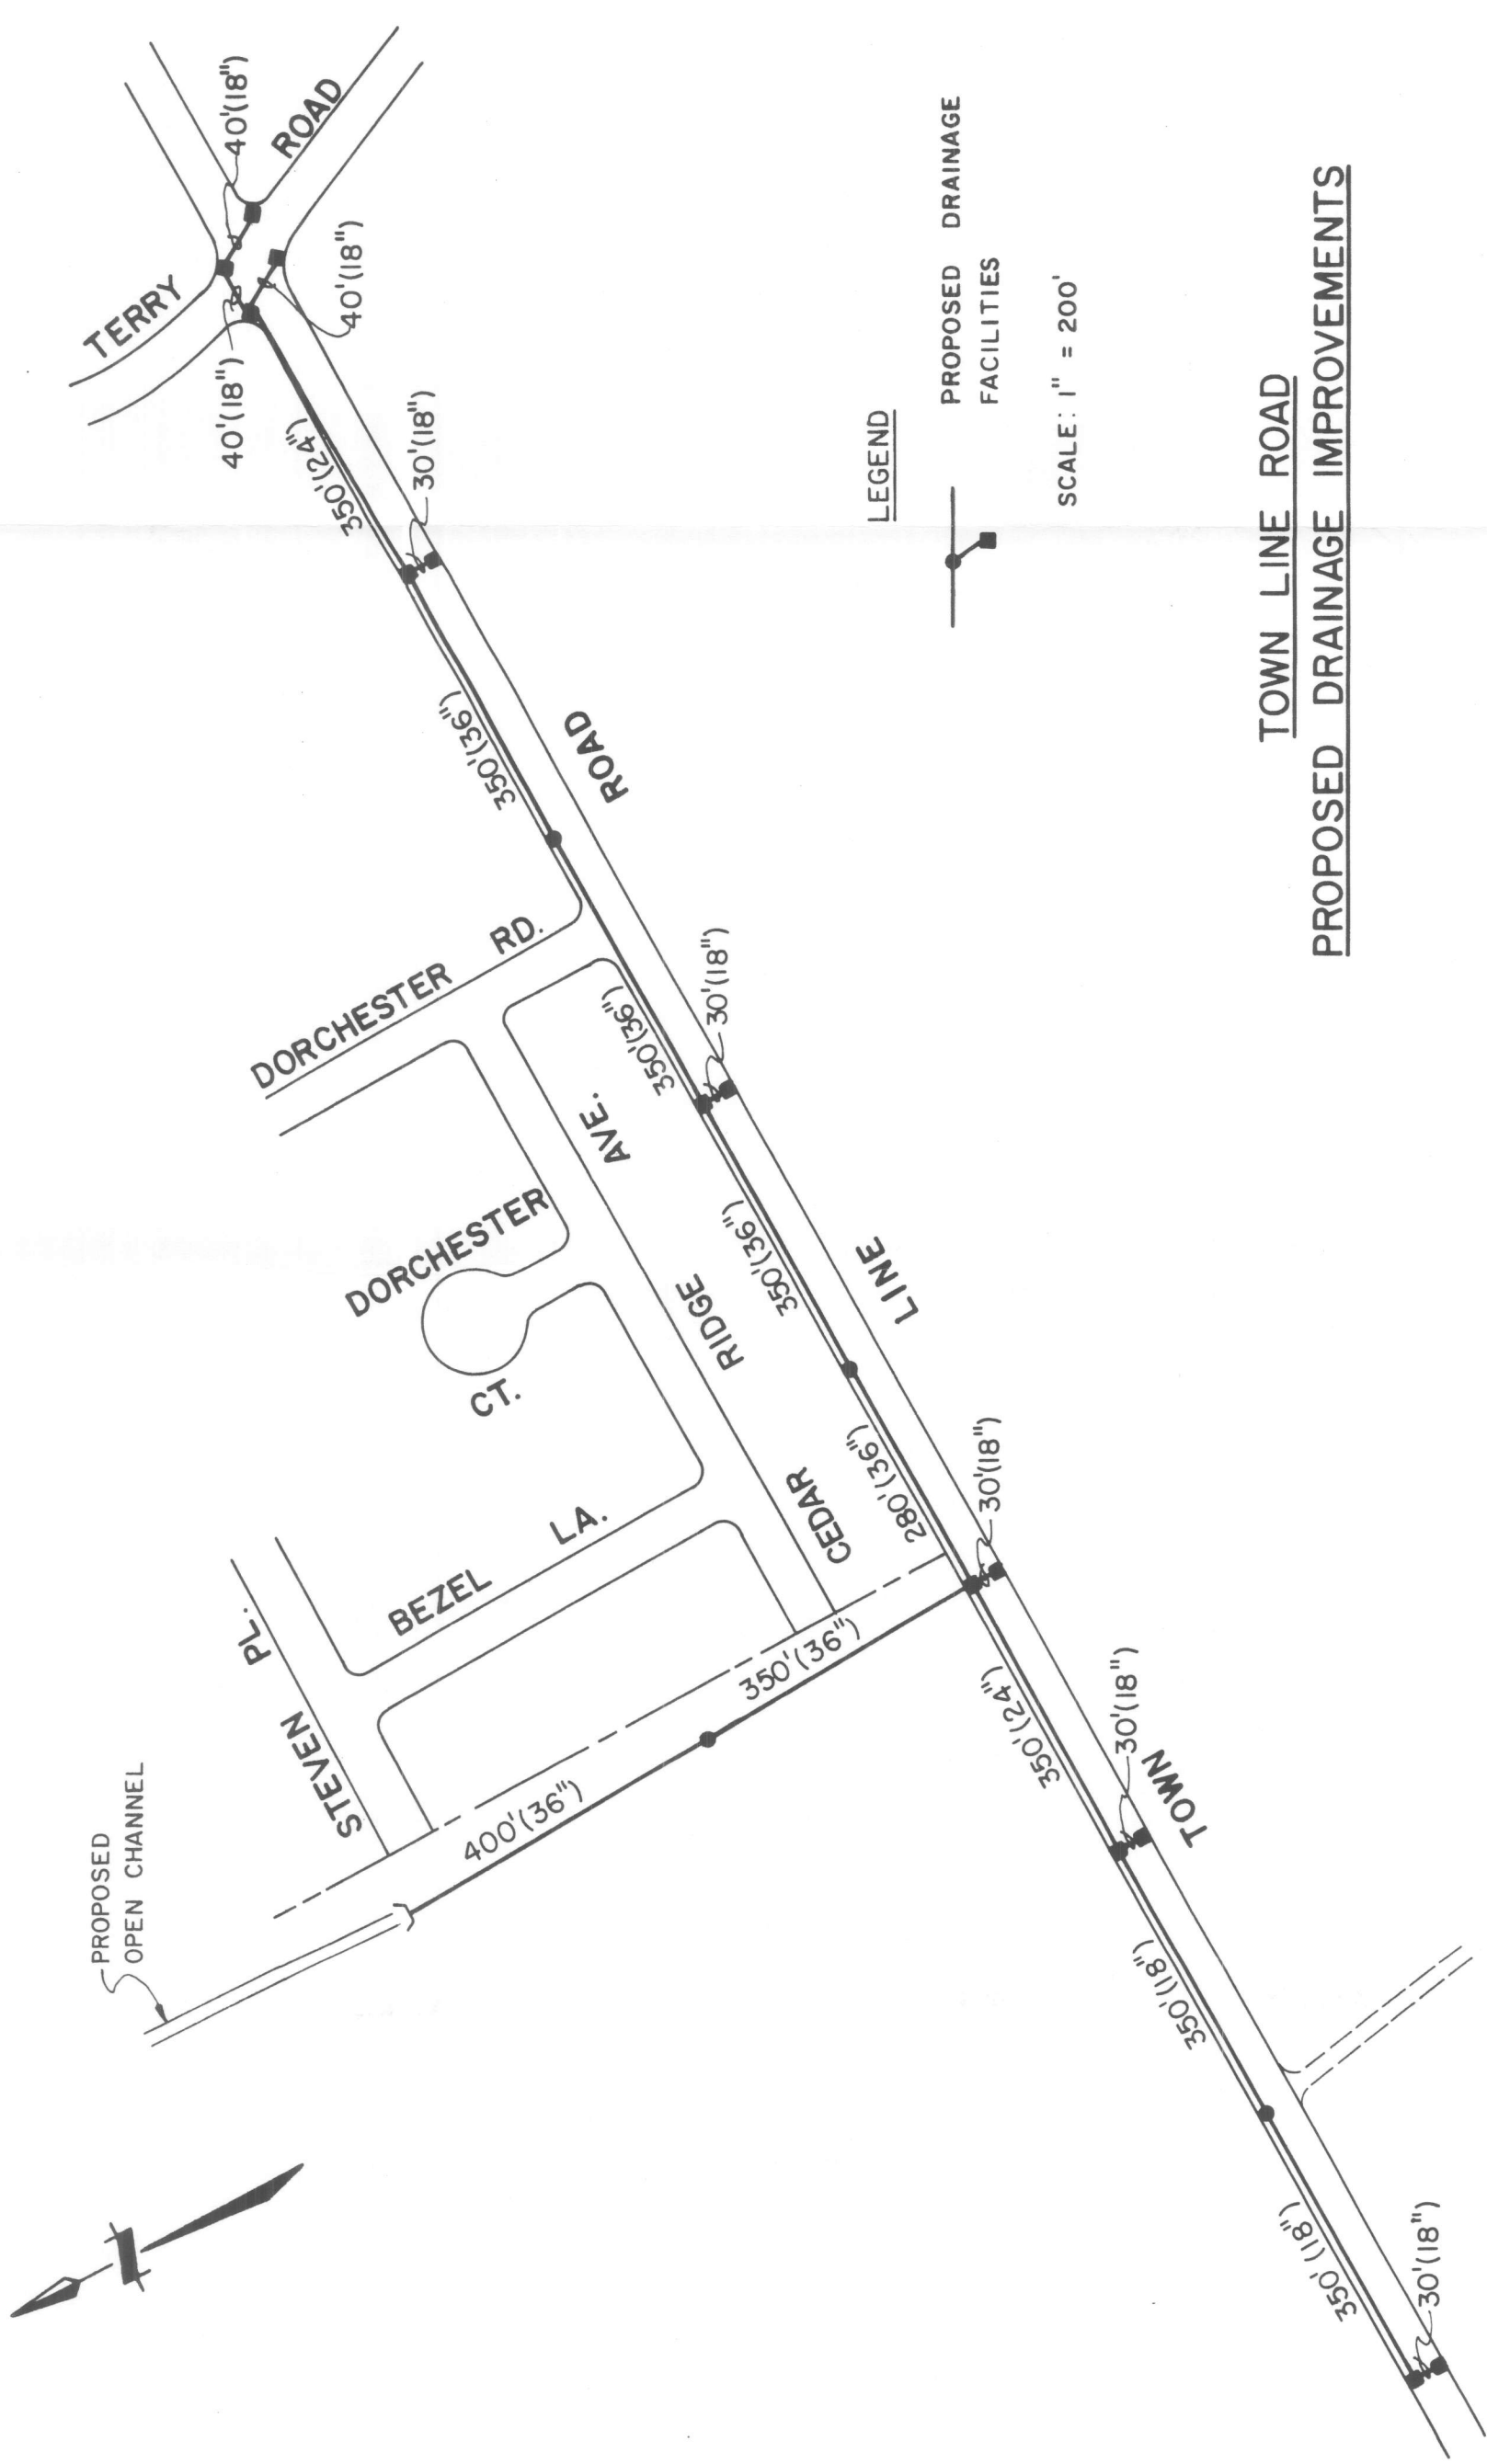 TERRY
ROAD
40'(18")
40'(18")
40'(18")
350'(24")
30'(18")
350'(36")
ROAD
DORCHESTER RD.
350'(36")
30'(18")
AVE.
DORCHESTER
CT.
350'(36")
RIDGE
LINE
280'(36")
30'(18")
CEDAR
BEZEL LA.
STEVEN PL.
350'(36")
400'(36")
PROPOSED
OPEN CHANNEL
350'(24")
30'(18")
TOWN
350'(18")
350'(18")
30'(18")
LEGEND
PROPOSED DRAINAGE
FACILITIES
SCALE: 1" = 200'
TOWN LINE ROAD
PROPOSED DRAINAGE IMPROVEMENTS